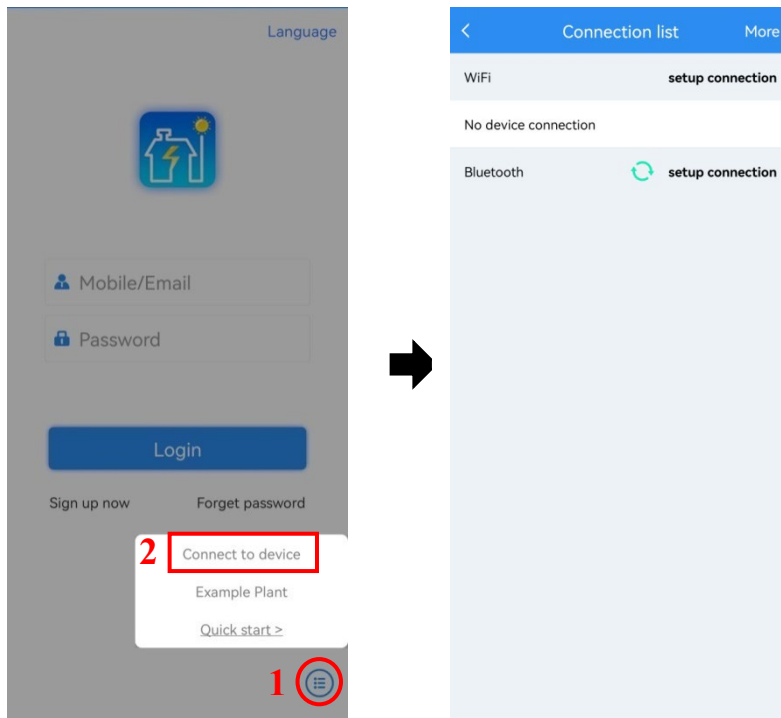 Language
Mobile/Email
Password
Login
Sign up now Forget password
2 Connect to device
Example Plant
Quick start >
1
Connection list More
WiFi setup connection
No device connection
Bluetooth setup connection